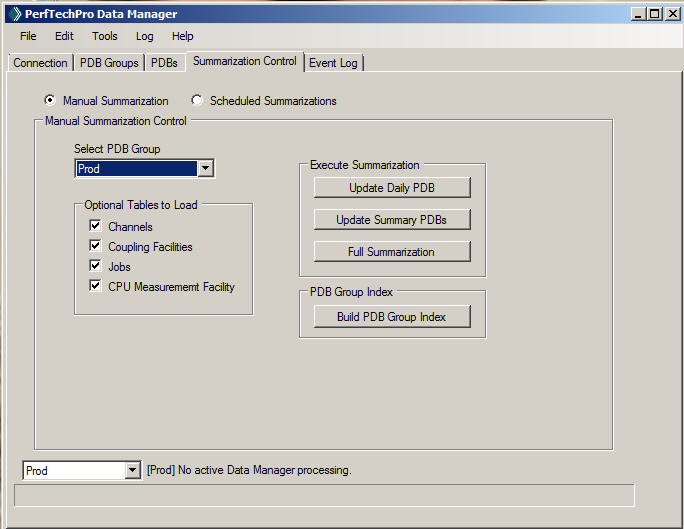 PerfTechPro Data Manager
File Edit Tools Log Help
Connection PDB Groups PDBs Summarization Control Event Log
Manual Summarization Scheduled Summarizations
Manual Summarization Control
Select PDB Group
Prod
Optional Tables to Load
Channels
Coupling Facilities
Jobs
CPU Measurememt Facility
Execute Summarization
Update Daily PDB
Update Summary PDBs
Full Summarization
PDB Group Index
Build PDB Group Index
Prod [Prod] No active Data Manager processing.